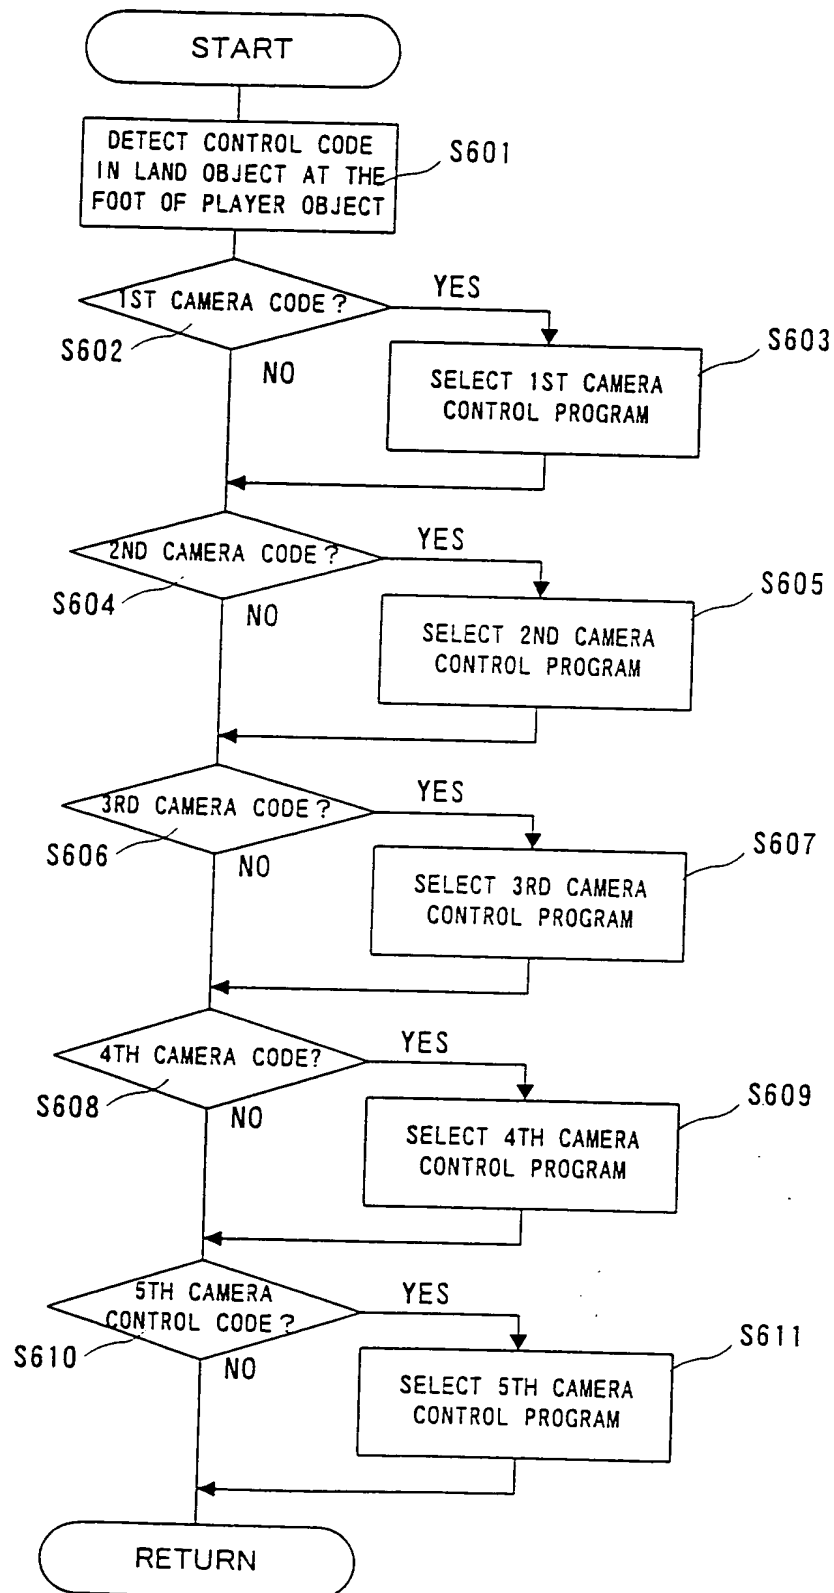 START
DETECT CONTROL CODE
IN LAND OBJECT AT THE
FOOT OF PLAYER OBJECT
S601
1ST CAMERA CODE?
YES
S602
NO
S603
SELECT 1ST CAMERA
CONTROL PROGRAM
2ND CAMERA CODE?
YES
S604
NO
S605
SELECT 2ND CAMERA
CONTROL PROGRAM
3RD CAMERA CODE?
YES
S606
NO
S607
SELECT 3RD CAMERA
CONTROL PROGRAM
4TH CAMERA CODE?
YES
S608
NO
S609
SELECT 4TH CAMERA
CONTROL PROGRAM
5TH CAMERA
CONTROL CODE?
YES
S610
NO
S611
SELECT 5TH CAMERA
CONTROL PROGRAM
RETURN